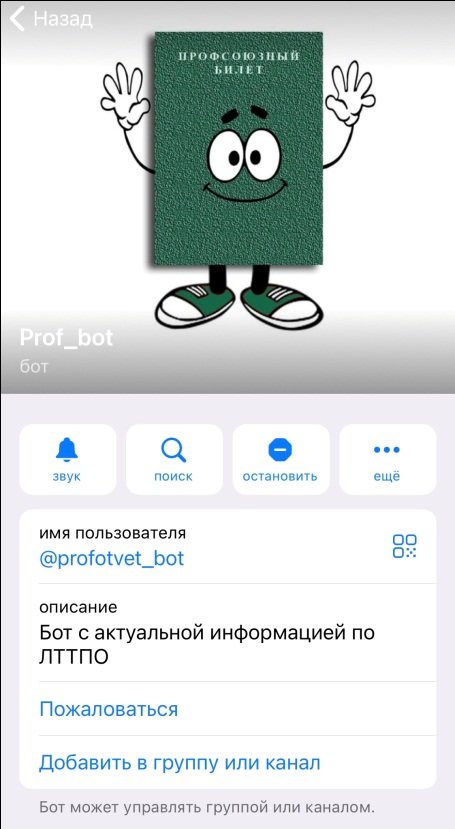 Назад
ПРОФСОЮЗНЫЙ
БИЛЕТ
Prof_bot
бот
звук
поиск
остановить
ещё
имя пользователя
@profotvet_bot
описание
Бот с актуальной информацией по
ЛТТПО
Пожаловаться
Добавить в группу или канал
Бот может управлять группой или каналом.